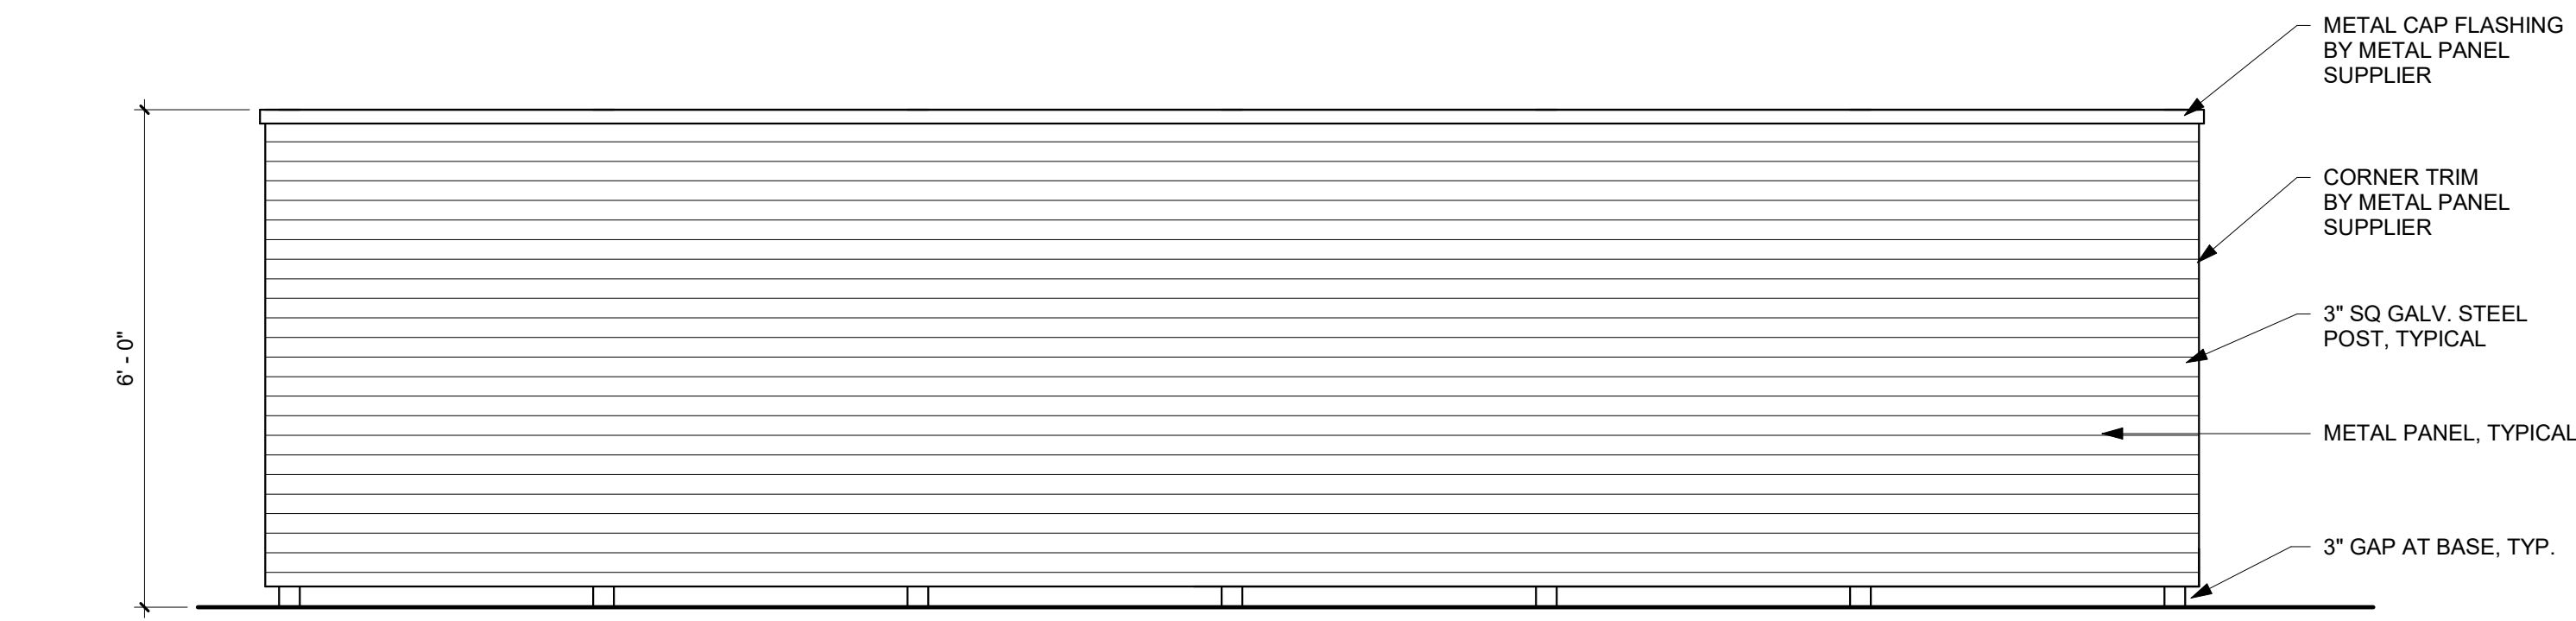 METAL CAP FLASHING
BY METAL PANEL
SUPPLIER
CORNER TRIM
BY METAL PANEL
SUPPLIER
3" SQ GALV. STEEL
POST, TYPICAL
6' - 0"
METAL PANEL, TYPICAL
3" GAP AT BASE, TYP.